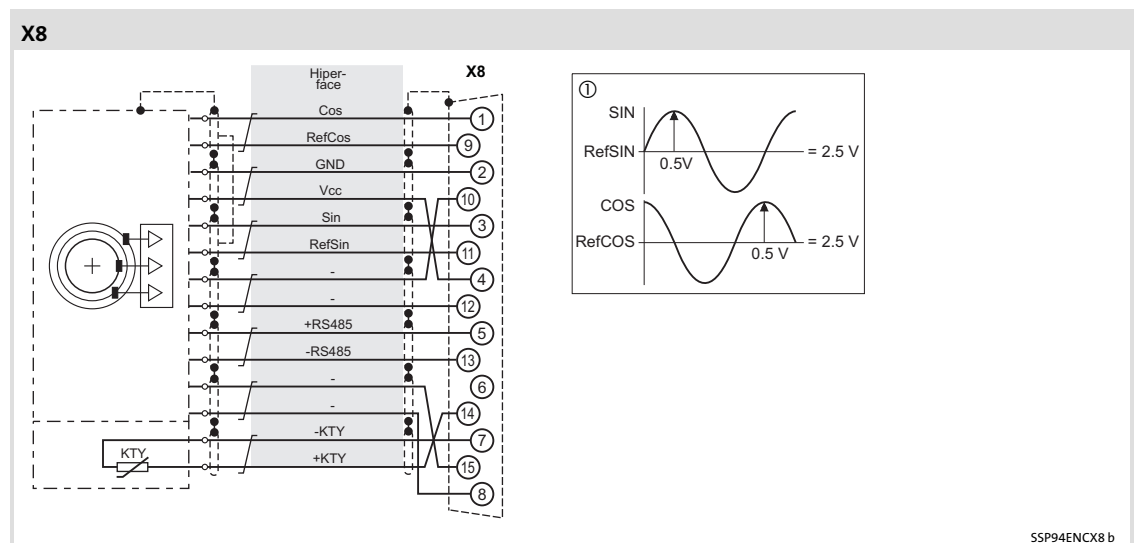 X8
Hiper-
face
X8
Cos
1
RefCos
9
GND
2
Vcc
10
Sin
3
RefSin
11
-
4
-
12
+RS485
5
-RS485
13
-
6
-
14
-KTY
7
KTY
+KTY
15
8
①
SIN
RefSIN
0.5V
= 2.5 V
COS
RefCOS
0.5 V
= 2.5 V
SSP94ENCX8 b